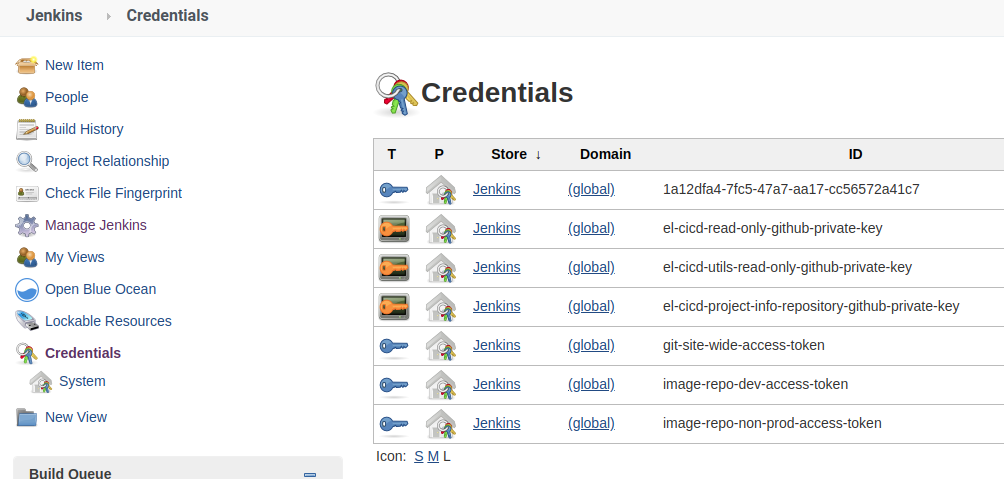 Jenkins Credentials
New Item
People
Build History
Project Relationship
Check File Fingerprint
Manage Jenkins
My Views
Open Blue Ocean
Lockable Resources
Credentials
System
New View
Build Queue
Credentials
T P Store ↓ Domain ID
Jenkins (global) 1a12dfa4-7fc5-47a7-aa17-cc56572a41c7
Jenkins (global) el-cicd-read-only-github-private-key
Jenkins (global) el-cicd-utils-read-only-github-private-key
Jenkins (global) el-cicd-project-info-repository-github-private-key
Jenkins (global) git-site-wide-access-token
Jenkins (global) image-repo-dev-access-token
Jenkins (global) image-repo-non-prod-access-token
Icon: S M L